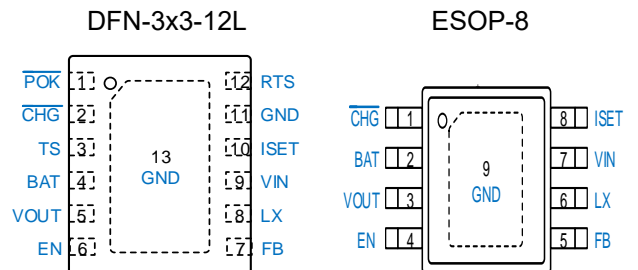 DFN-3x3-12L
ESOP-8
POK 1 12 RTS
CHG 2 11 GND
TS 3 10 ISET
BAT 4 9 VIN
VOUT 5 8 LX
EN 6 7 FB
13
GND
CHG 1 8 ISET
BAT 2 7 VIN
VOUT 3 6 LX
EN 4 5 FB
9
GND